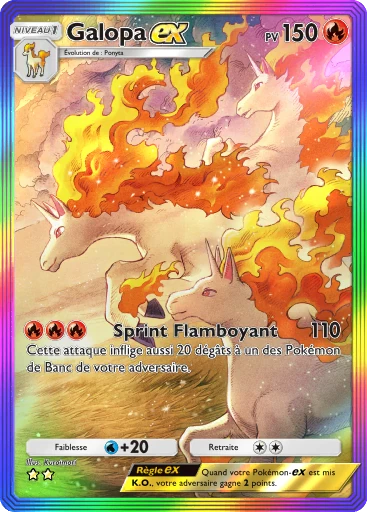 NIVEAU 1
Galopa ex
PV 150
Évolution de : Ponyta
Sprint Flamboyant 110
Cette attaque inflige aussi 20 dégâts à un des Pokémon
de Banc de votre adversaire.
Faiblesse +20
Retraite
Illus.
Règle ex Quand votre Pokémon-ex est mis
K.O., votre adversaire gagne 2 points.